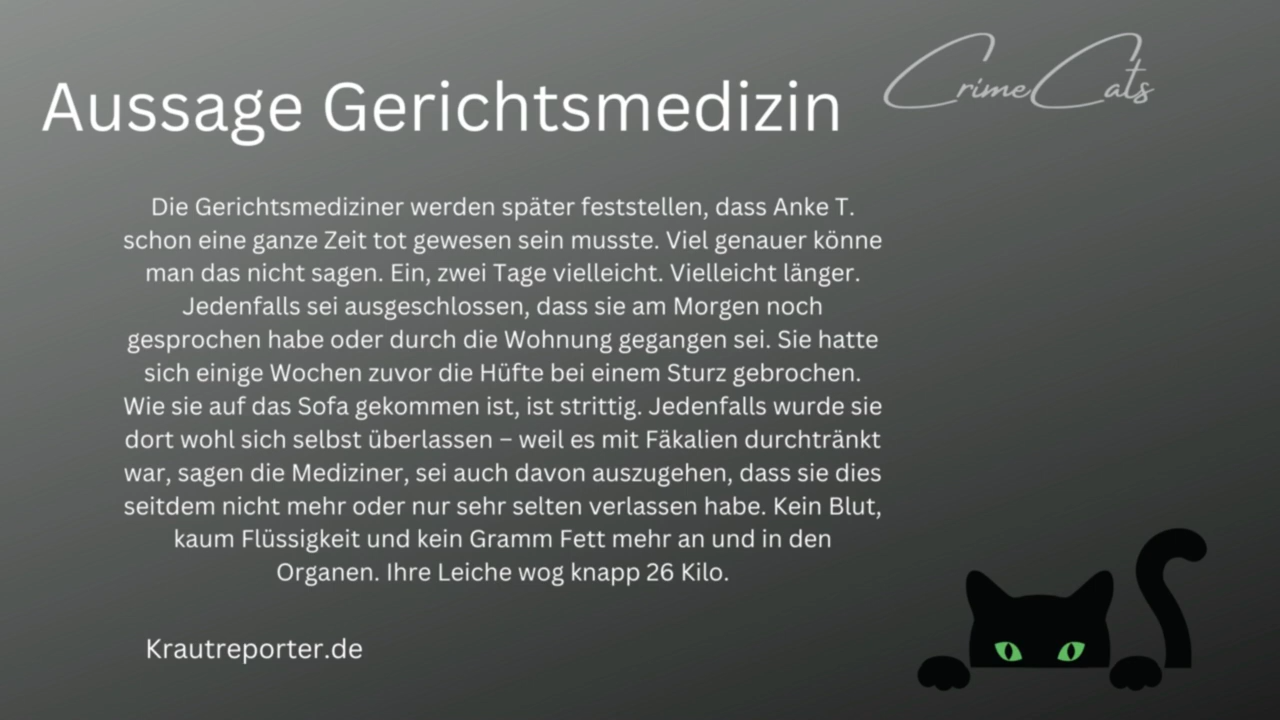 CrimeCats
Aussage Gerichtsmedizin
Die Gerichtsmediziner werden später feststellen, dass Anke T.
schon eine ganze Zeit tot gewesen sein musste. Viel genauer könne
man das nicht sagen. Ein, zwei Tage vielleicht. Vielleicht länger.
Jedenfalls sei ausgeschlossen, dass sie am Morgen noch
gesprochen habe oder durch die Wohnung gegangen sei. Sie hatte
sich einige Wochen zuvor die Hüfte bei einem Sturz gebrochen.
Wie sie auf das Sofa gekommen ist, ist strittig. Jedenfalls wurde sie
dort wohl sich selbst überlassen – weil es mit Fäkalien durchtränkt
war, sagen die Mediziner, sei auch davon auszugehen, dass sie dies
seitdem nicht mehr oder nur sehr selten verlassen habe. Kein Blut,
kaum Flüssigkeit und kein Gramm Fett mehr an und in den
Organen. Ihre Leiche wog knapp 26 Kilo.
Krautreporter.de